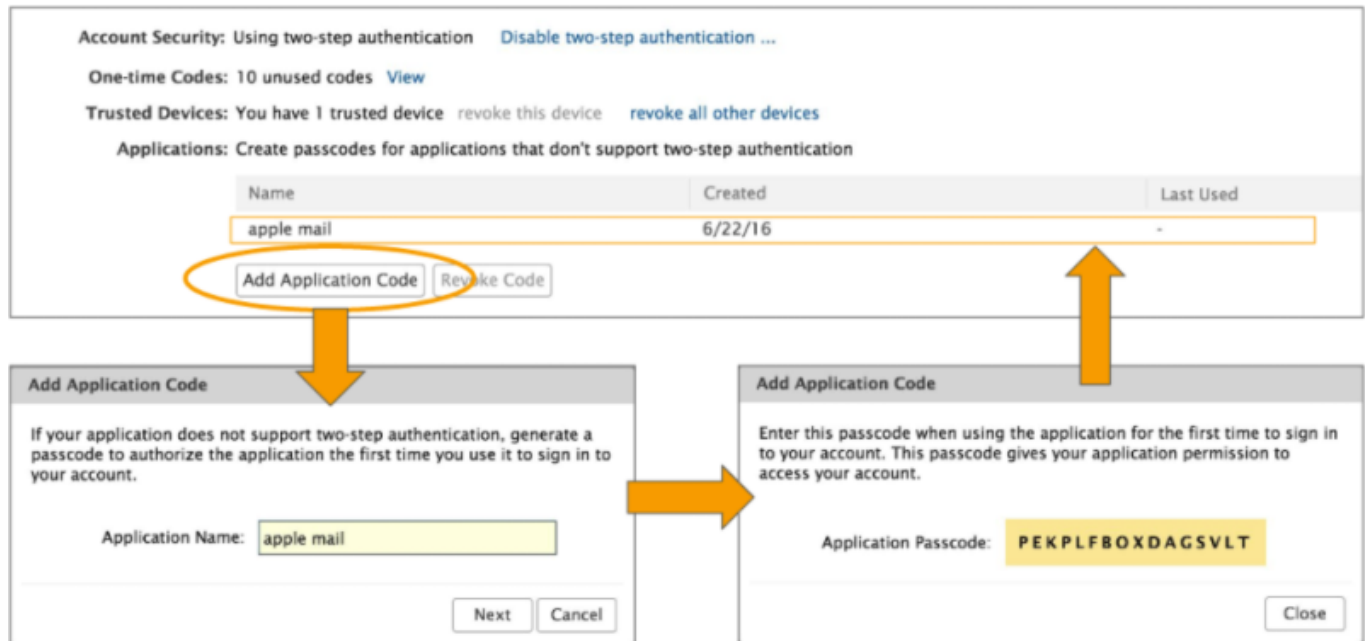 Account Security: Using two-step authentication Disable two-step authentication ...
One-time Codes: 10 unused codes View
Trusted Devices: You have 1 trusted device revoke this device revoke all other devices
Applications: Create passcodes for applications that don't support two-step authentication
Name Created Last Used
apple mail 6/22/16 -
Add Application Code Revoke Code
Add Application Code
If your application does not support two-step authentication, generate a
passcode to authorize the application the first time you use it to sign in to
your account.
Application Name: apple mail
Next Cancel
Add Application Code
Enter this passcode when using the application for the first time to sign in
to your account. This passcode gives your application permission to
access your account.
Application Passcode: PEKPLFBOXDAGSVLT
Close